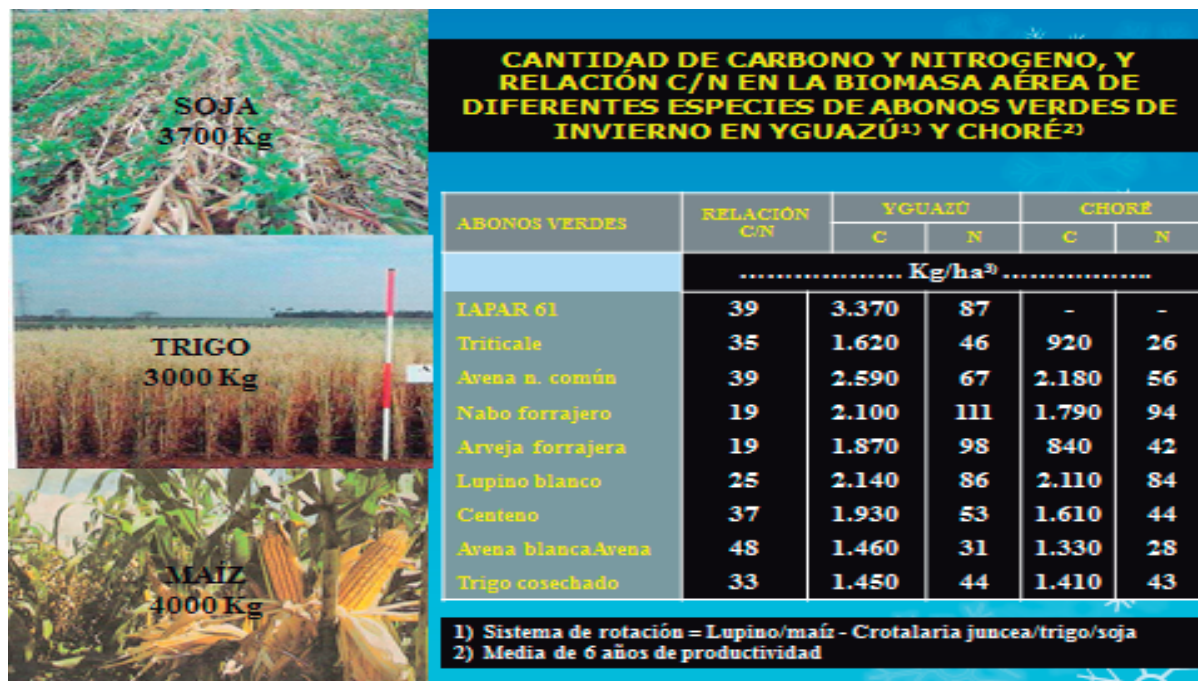 SOJA
3700 Kg
TRIGO
3000 Kg
MAÍZ
4000 Kg
CANTIDAD DE CARBONO Y NITROGENO, Y
RELACIÓN C/N EN LA BIOMASA AÉREA DE
DIFERENTES ESPECIES DE ABONOS VERDES DE
INVIERNO EN YGUAZÚ¹⁾ Y CHORÉ²⁾
ABONOS VERDES RELACIÓN C/N YGUAZÚ CHORÉ
C N C N
.................. Kg/ha³⁾ .................
IAPAR 61 39 3.370 87 - -
Triticale 35 1.620 46 920 26
Avena n. común 39 2.590 67 2.180 56
Nabo forrajero 19 2.100 111 1.790 94
Arveja forrajera 19 1.870 98 840 42
Lupino blanco 25 2.140 86 2.110 84
Centeno 37 1.930 53 1.610 44
Avena blancaAvena 48 1.460 31 1.330 28
Trigo cosechado 33 1.450 44 1.410 43
1) Sistema de rotación = Lupino/maíz - Crotalaria juncea/trigo/soja
2) Media de 6 años de productividad